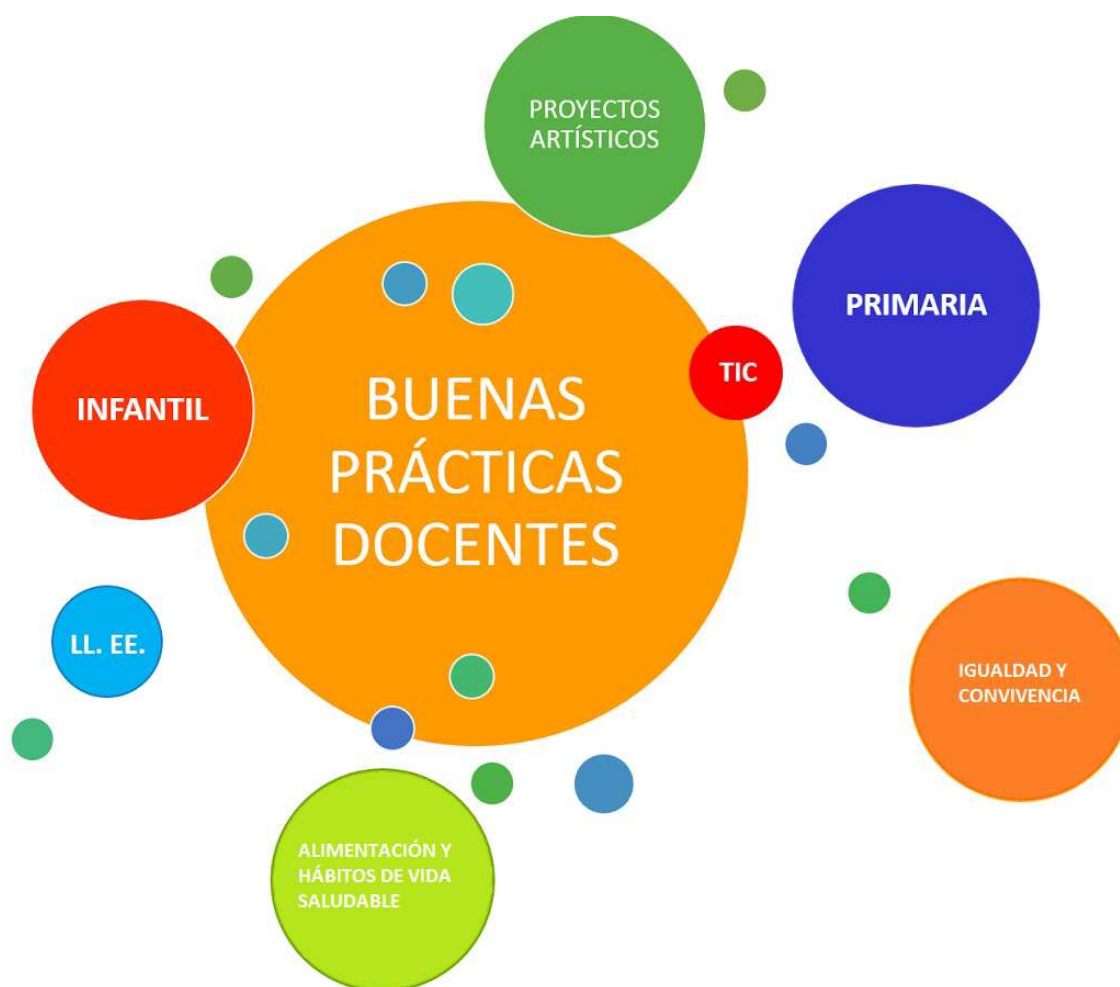 PROYECTOS
ARTÍSTICOS
PRIMARIA
TIC
INFANTIL
BUENAS
PRÁCTICAS
DOCENTES
LL. EE.
IGUALDAD Y
CONVIVENCIA
ALIMENTACIÓN Y
HÁBITOS DE VIDA
SALUDABLE